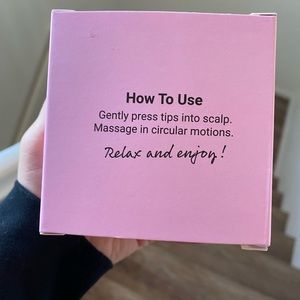 How To Use
Gently press tips into scalp.
Massage in circular motions.
Relax and enjoy!